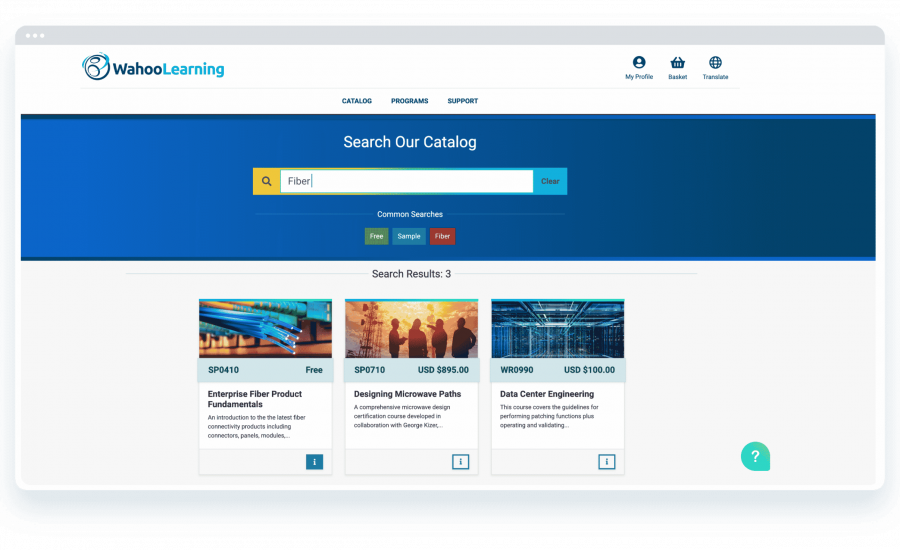 WahooLearning
My Profile
Basket
Translate
CATALOG
PROGRAMS
SUPPORT
Search Our Catalog
Fiber
Clear
Common Searches
Free
Sample
Fiber
Search Results: 3
SP0410
Free
Enterprise Fiber Product
Fundamentals
An introduction to the the latest fiber
connectivity products including
connectors, panels, modules,...
i
SP0710
USD $895.00
Designing Microwave Paths
A comprehensive microwave design
certification course developed in
collaboration with George Kizer,...
i
WR0990
USD $100.00
Data Center Engineering
This course covers the guidelines for
performing patching functions plus
operating and validating...
i
?